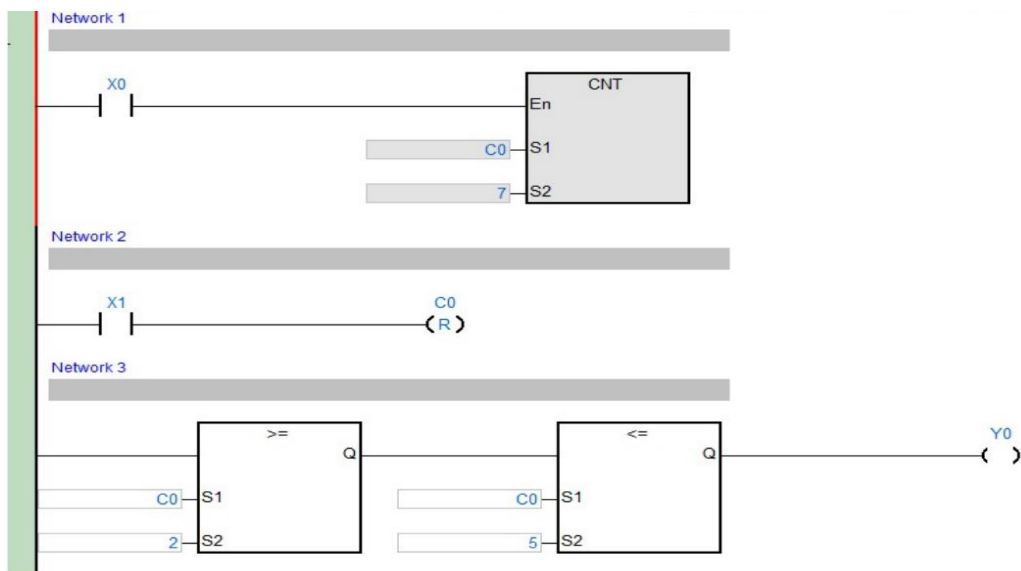 Network 1
X0
CNT
En
C0 S1
7 S2
Network 2
X1 C0
R
Network 3
>= <= Y0
Q Q
C0 S1 C0 S1
2 S2 5 S2